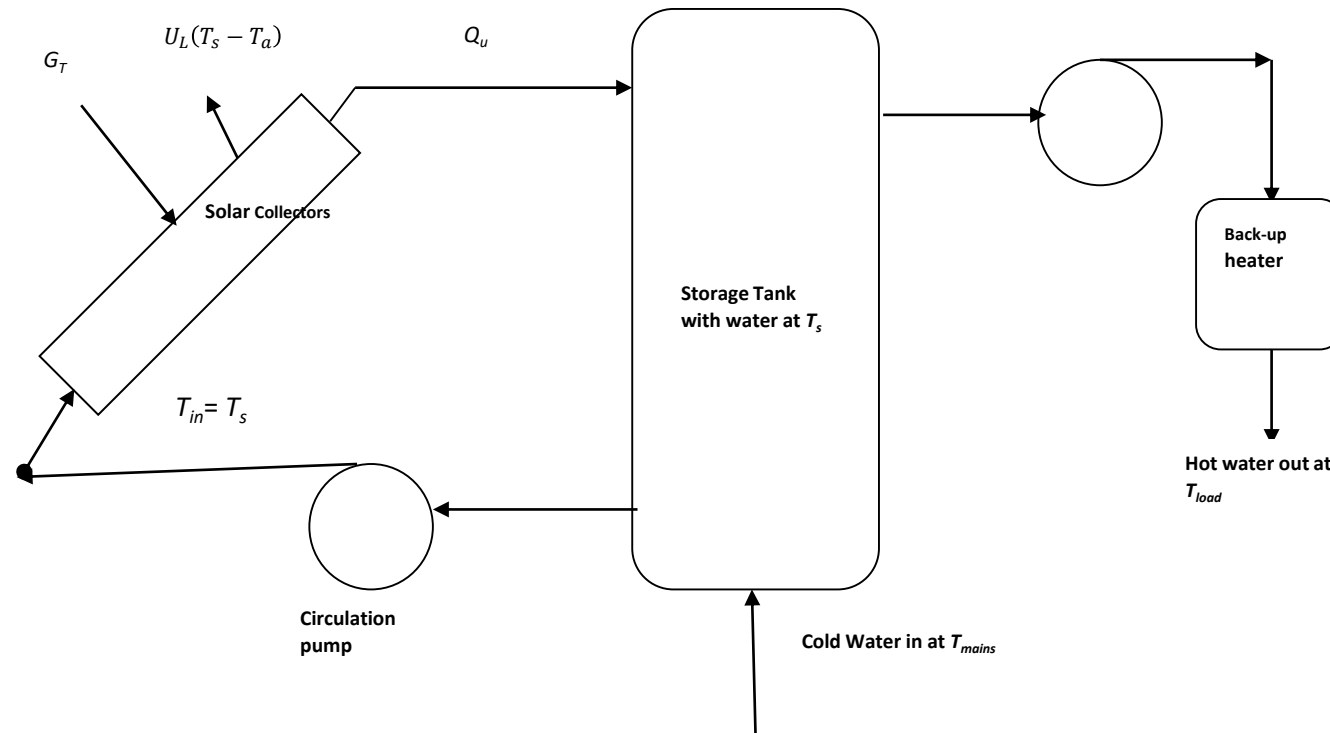 U_L(T_s − T_a)
Q_u
G_T
Solar Collectors
Back-up
heater
Storage Tank
with water at T_s
T_in= T_s
Hot water out at
T_load
Circulation
pump
Cold Water in at T_mains